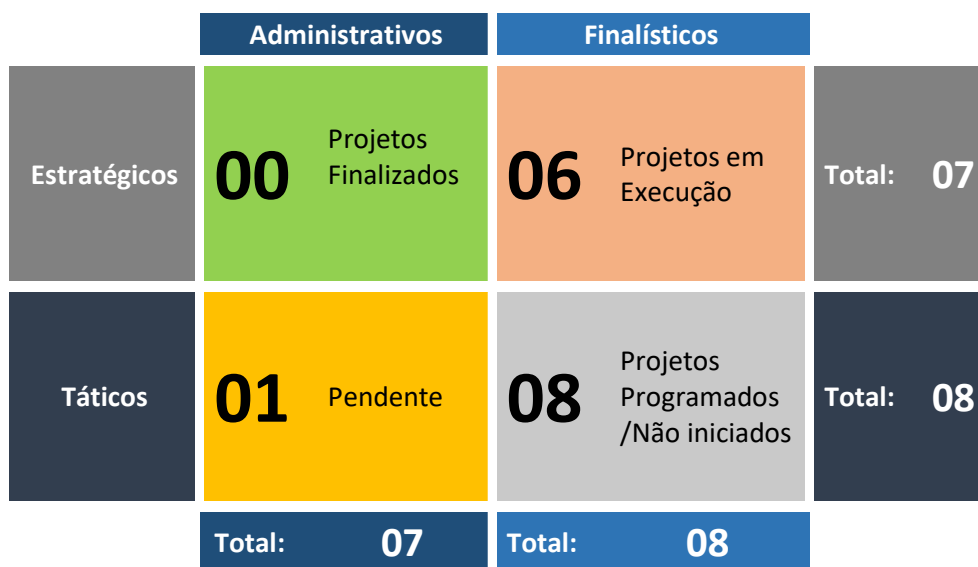 Administrativos Finalísticos
Estratégicos
00
Projetos
Finalizados
06
Projetos em
Execução
Total: 07
Táticos
01
Pendente
08
Projetos
Programados
/Não iniciados
Total: 08
Total: 07
Total: 08